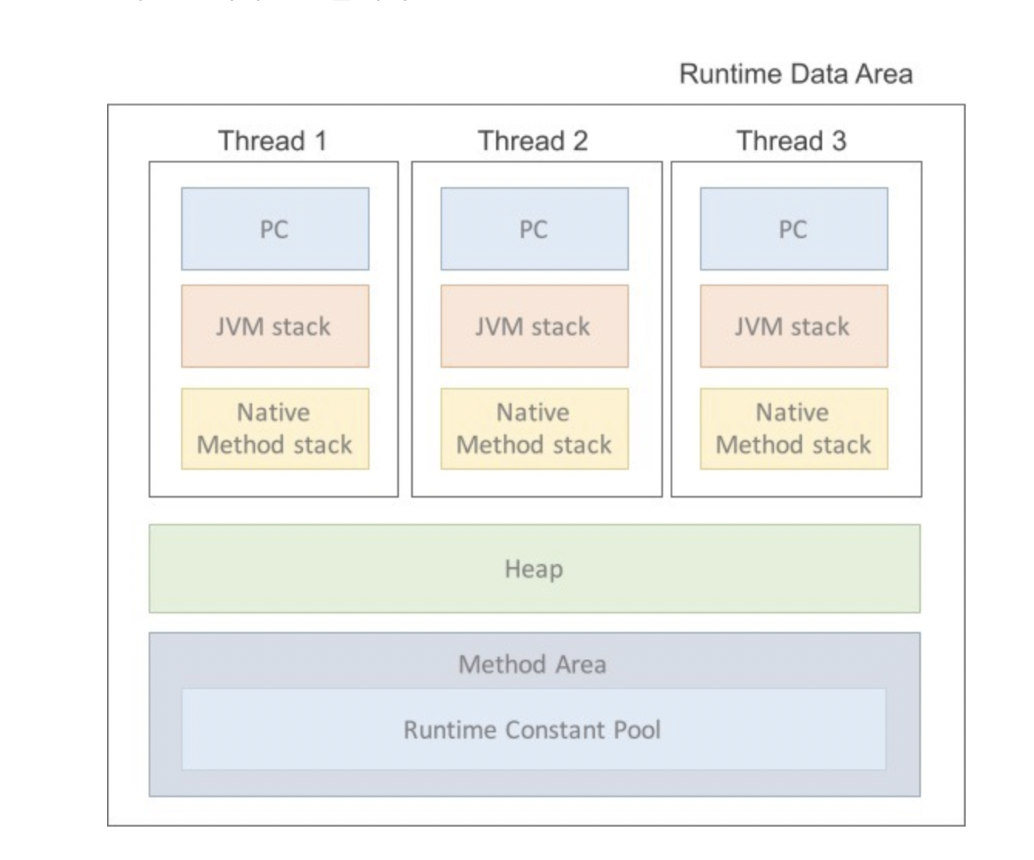 Runtime Data Area
Thread 1
Thread 2
Thread 3
PC
PC
PC
JVM stack
JVM stack
JVM stack
Native
Method stack
Native
Method stack
Native
Method stack
Heap
Method Area
Runtime Constant Pool